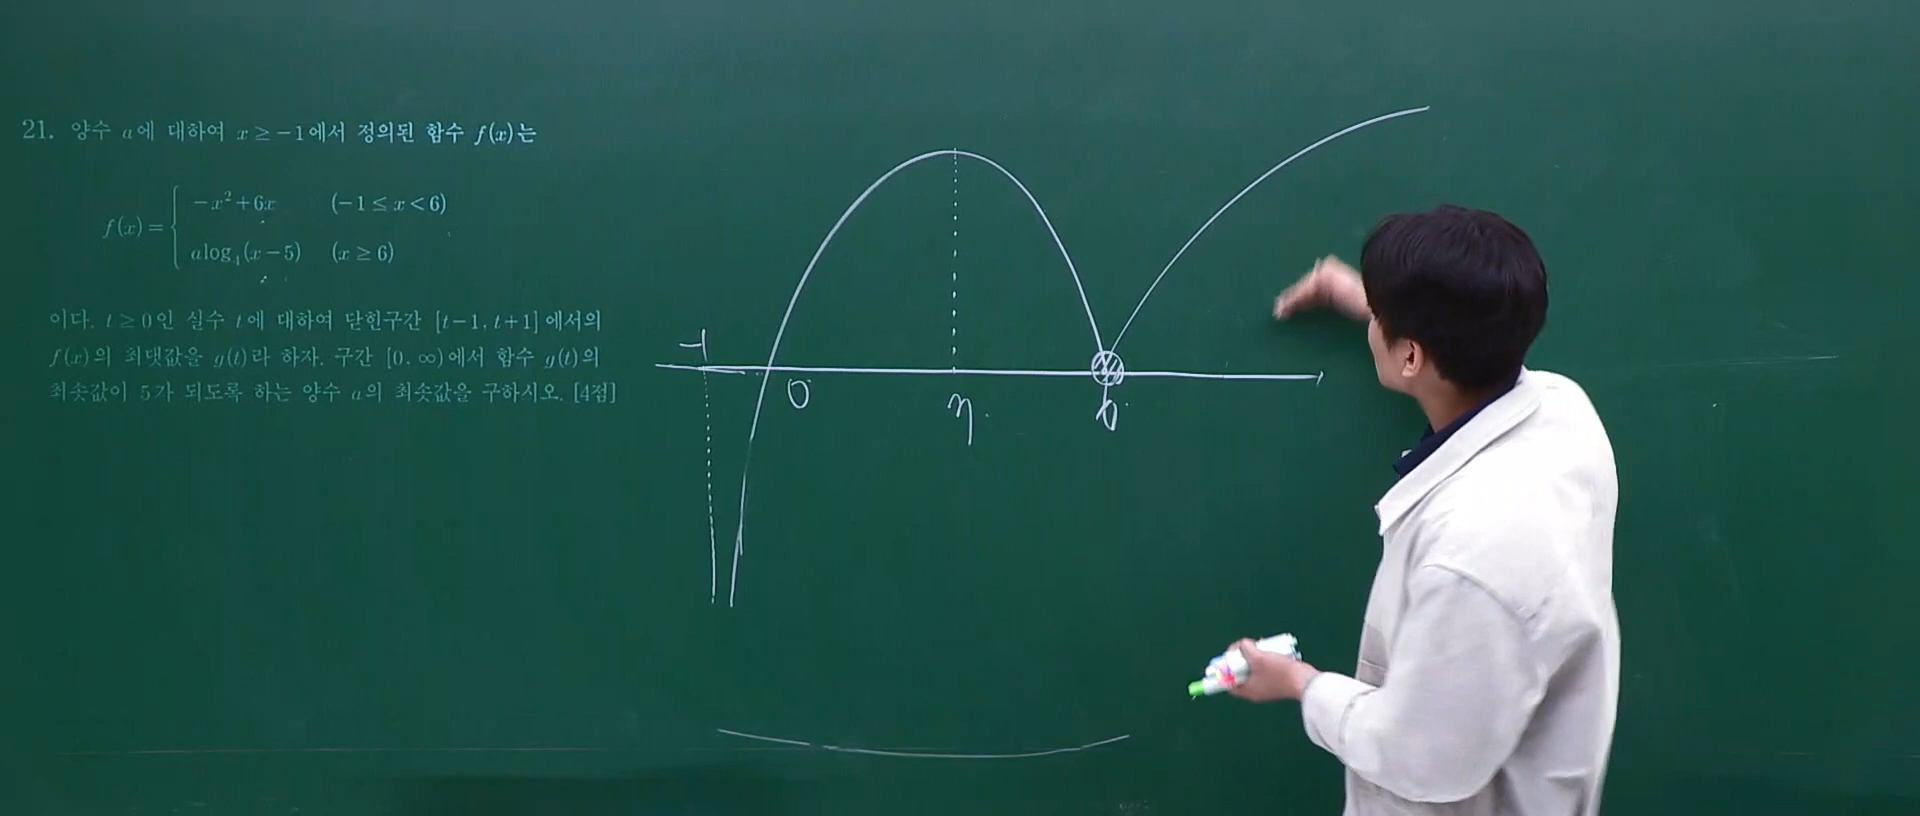 21. 양수 a에 대하여 x ≥ −1에서 정의된 함수 f(x)는
f(x) = { −x² + 6x (−1 ≤ x < 6)
alog₄(x − 5) (x ≥ 6)
이다. t ≥ 0인 실수 t에 대하여 닫힌구간 [t−1, t+1]에서의
f(x)의 최댓값을 g(t)라 하자. 구간 [0, ∞)에서 함수 g(t)의
최솟값이 5가 되도록 하는 양수 a의 최솟값을 구하시오. [4점]
−1
0